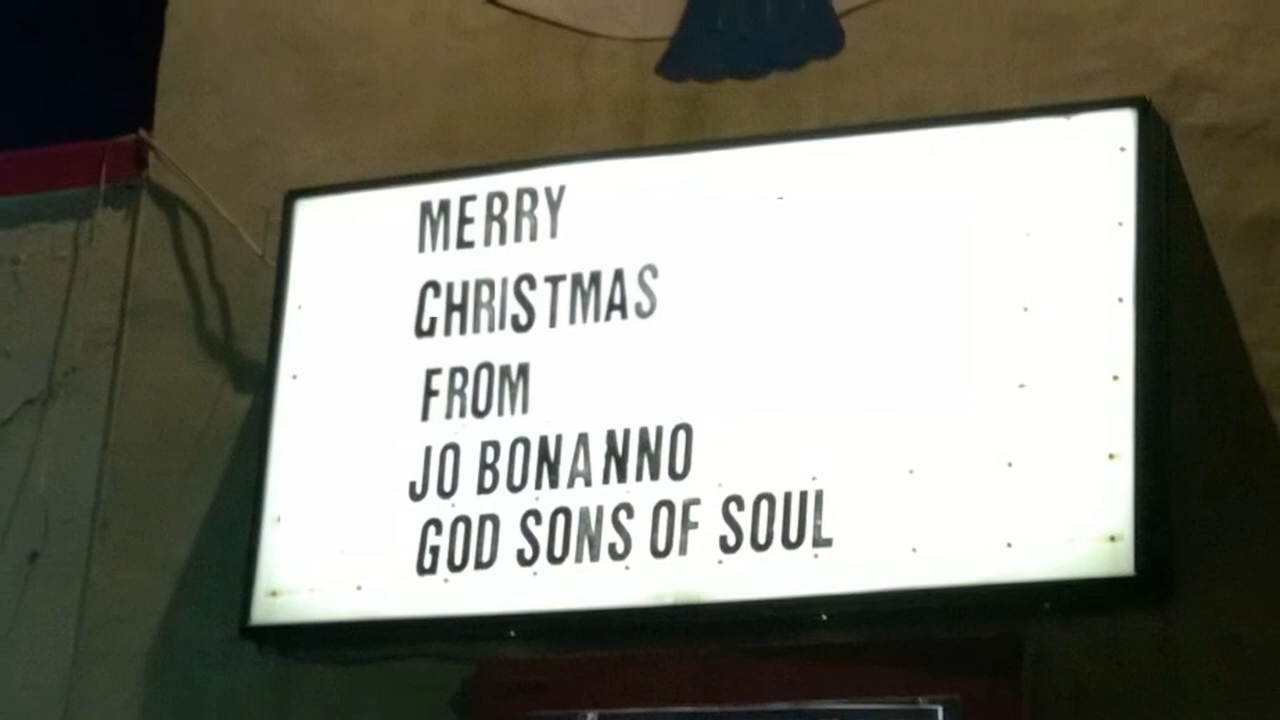 MERRY
CHRISTMAS
FROM
JO BONANNO
GOD SONS OF SOUL